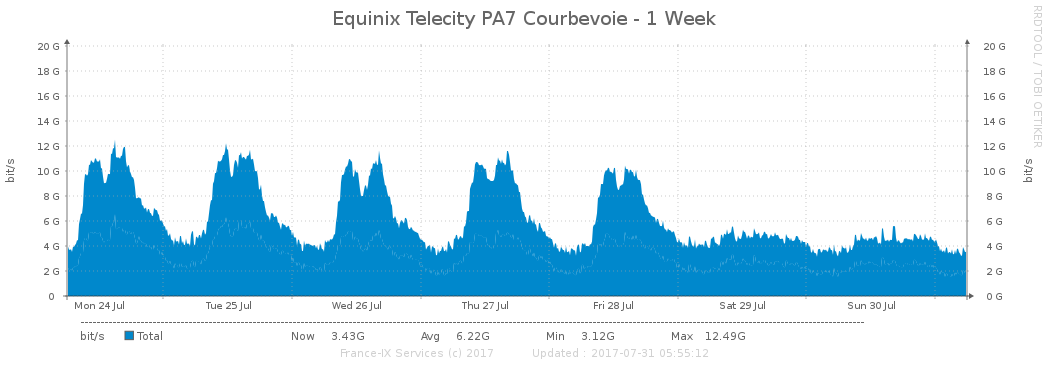 Equinix Telecity PA7 Courbevoie - 1 Week
RRDTOOL / TOBI OETIKER
bit/s
20 G 20 G
18 G 18 G
16 G 16 G
14 G 14 G
12 G 12 G
10 G 10 G
8 G 8 G
6 G 6 G
4 G 4 G
2 G 2 G
0 0 G
bit/s
Mon 24 Jul Tue 25 Jul Wed 26 Jul Thu 27 Jul Fri 28 Jul Sat 29 Jul Sun 30 Jul
bit/s Total Now 3.43G Avg 6.22G Min 3.12G Max 12.49G
France-IX Services (c) 2017 Updated : 2017-07-31 05:55:12